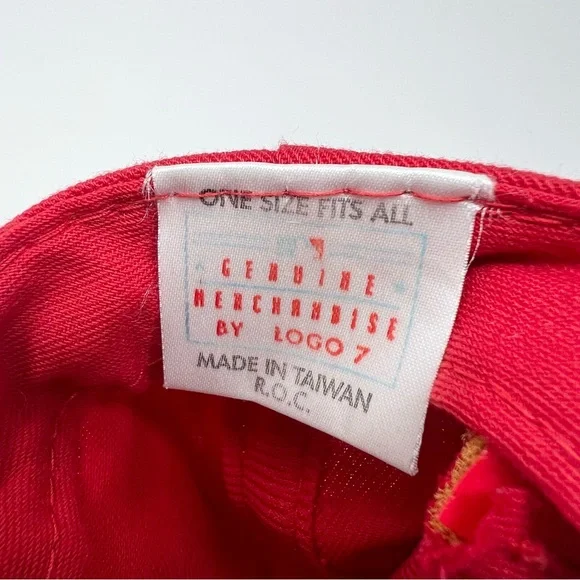 ONE SIZE FITS ALL
GENUINE
MERCHANDISE
BY LOGO 7
MADE IN TAIWAN
R.O.C.